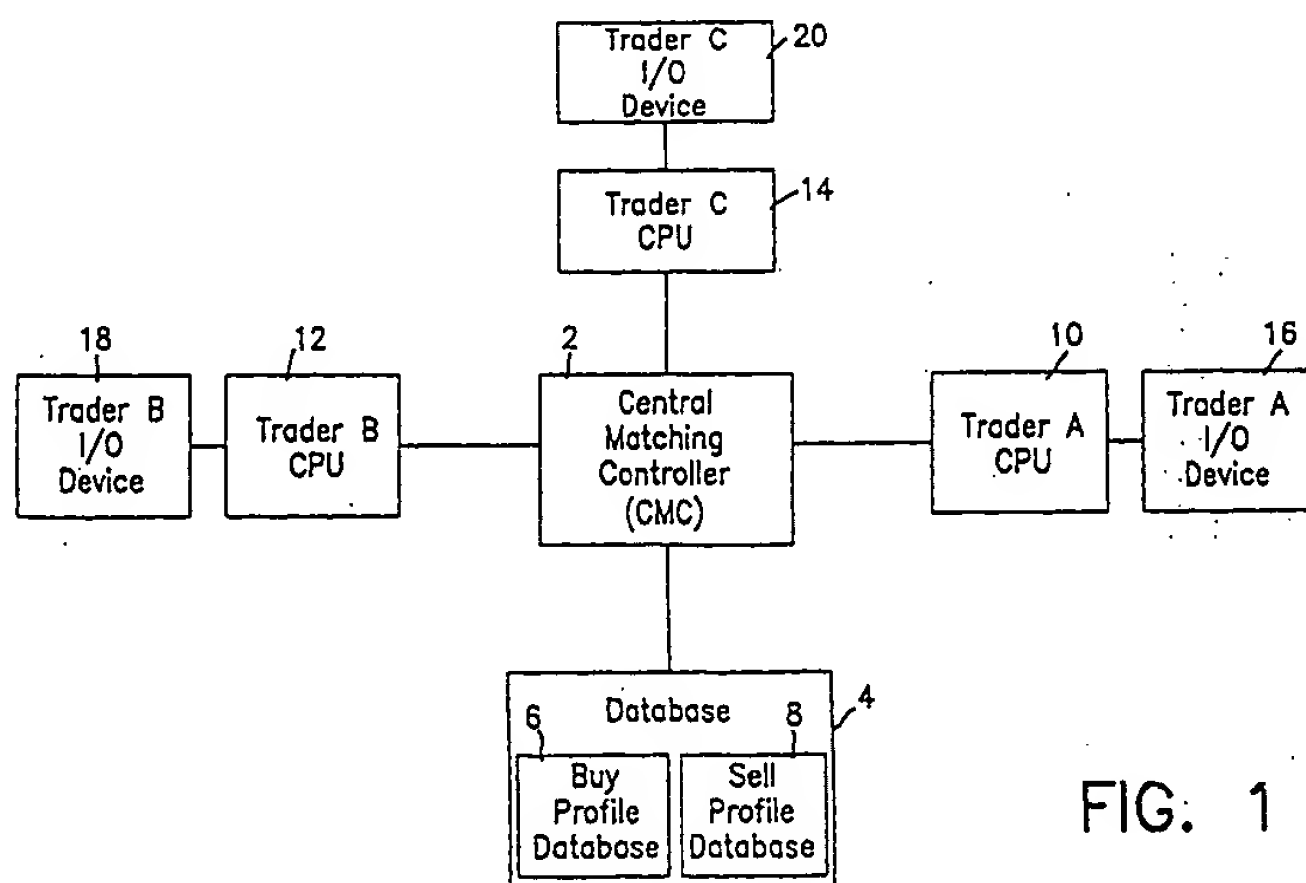 Trader C
I/O
Device
20
Trader C
CPU
14
18
Trader B
I/O
Device
12
Trader B
CPU
2
Central
Matching
Controller
(CMC)
10
Trader A
CPU
16
Trader A
I/O
Device
Database
4
6
Buy
Profile
Database
8
Sell
Profile
Database
FIG. 1